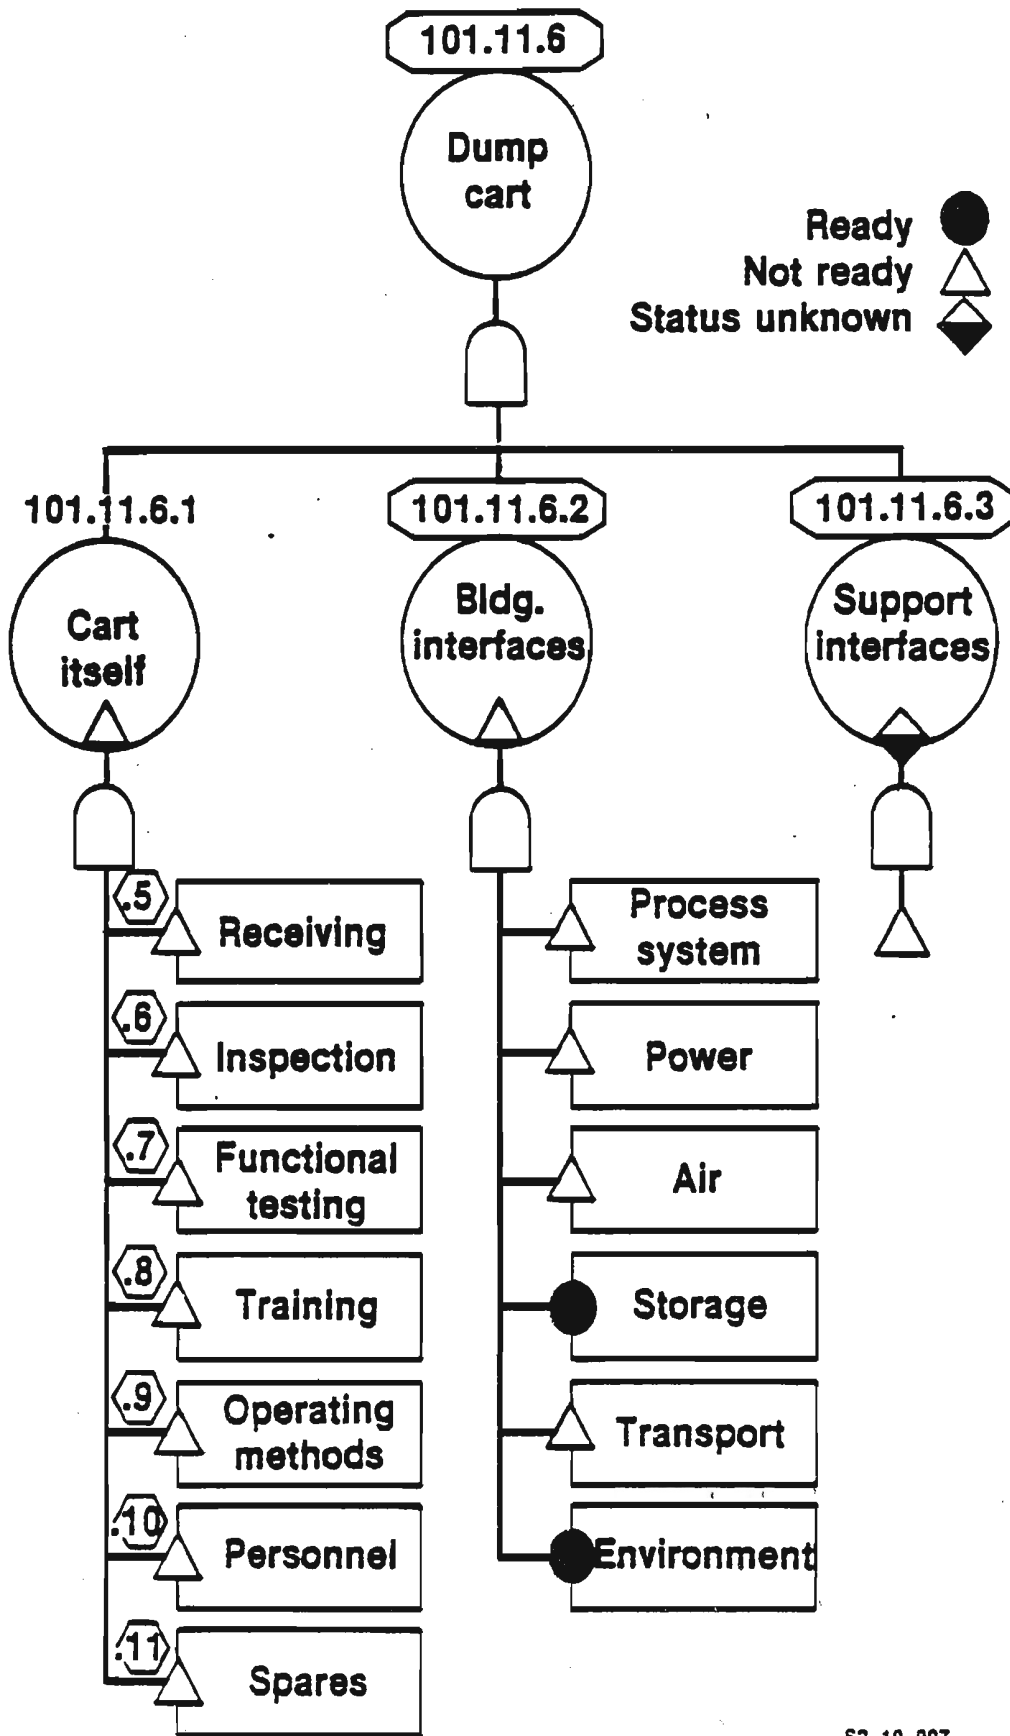 101.11.6
Dump
cart
Ready
Not ready
Status unknown
101.11.6.1
101.11.6.2
101.11.6.3
Cart
itself
Bldg.
interfaces
Support
interfaces
.5
Receiving
.6
Inspection
.7
Functional
testing
.8
Training
.9
Operating
methods
.10
Personnel
.11
Spares
Process
system
Power
Air
Storage
Transport
Environment